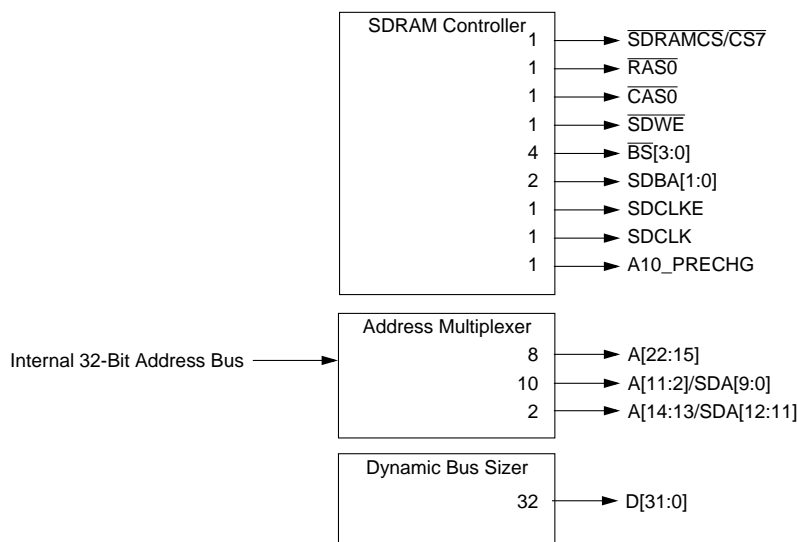 SDRAM Controller
1 SDRAMCS/CS7
1 RAS0
1 CAS0
1 SDWE
4 BS[3:0]
2 SDBA[1:0]
1 SDCLKE
1 SDCLK
1 A10_PRECHG
Address Multiplexer
Internal 32-Bit Address Bus
8 A[22:15]
10 A[11:2]/SDA[9:0]
2 A[14:13/SDA[12:11]
Dynamic Bus Sizer
32 D[31:0]